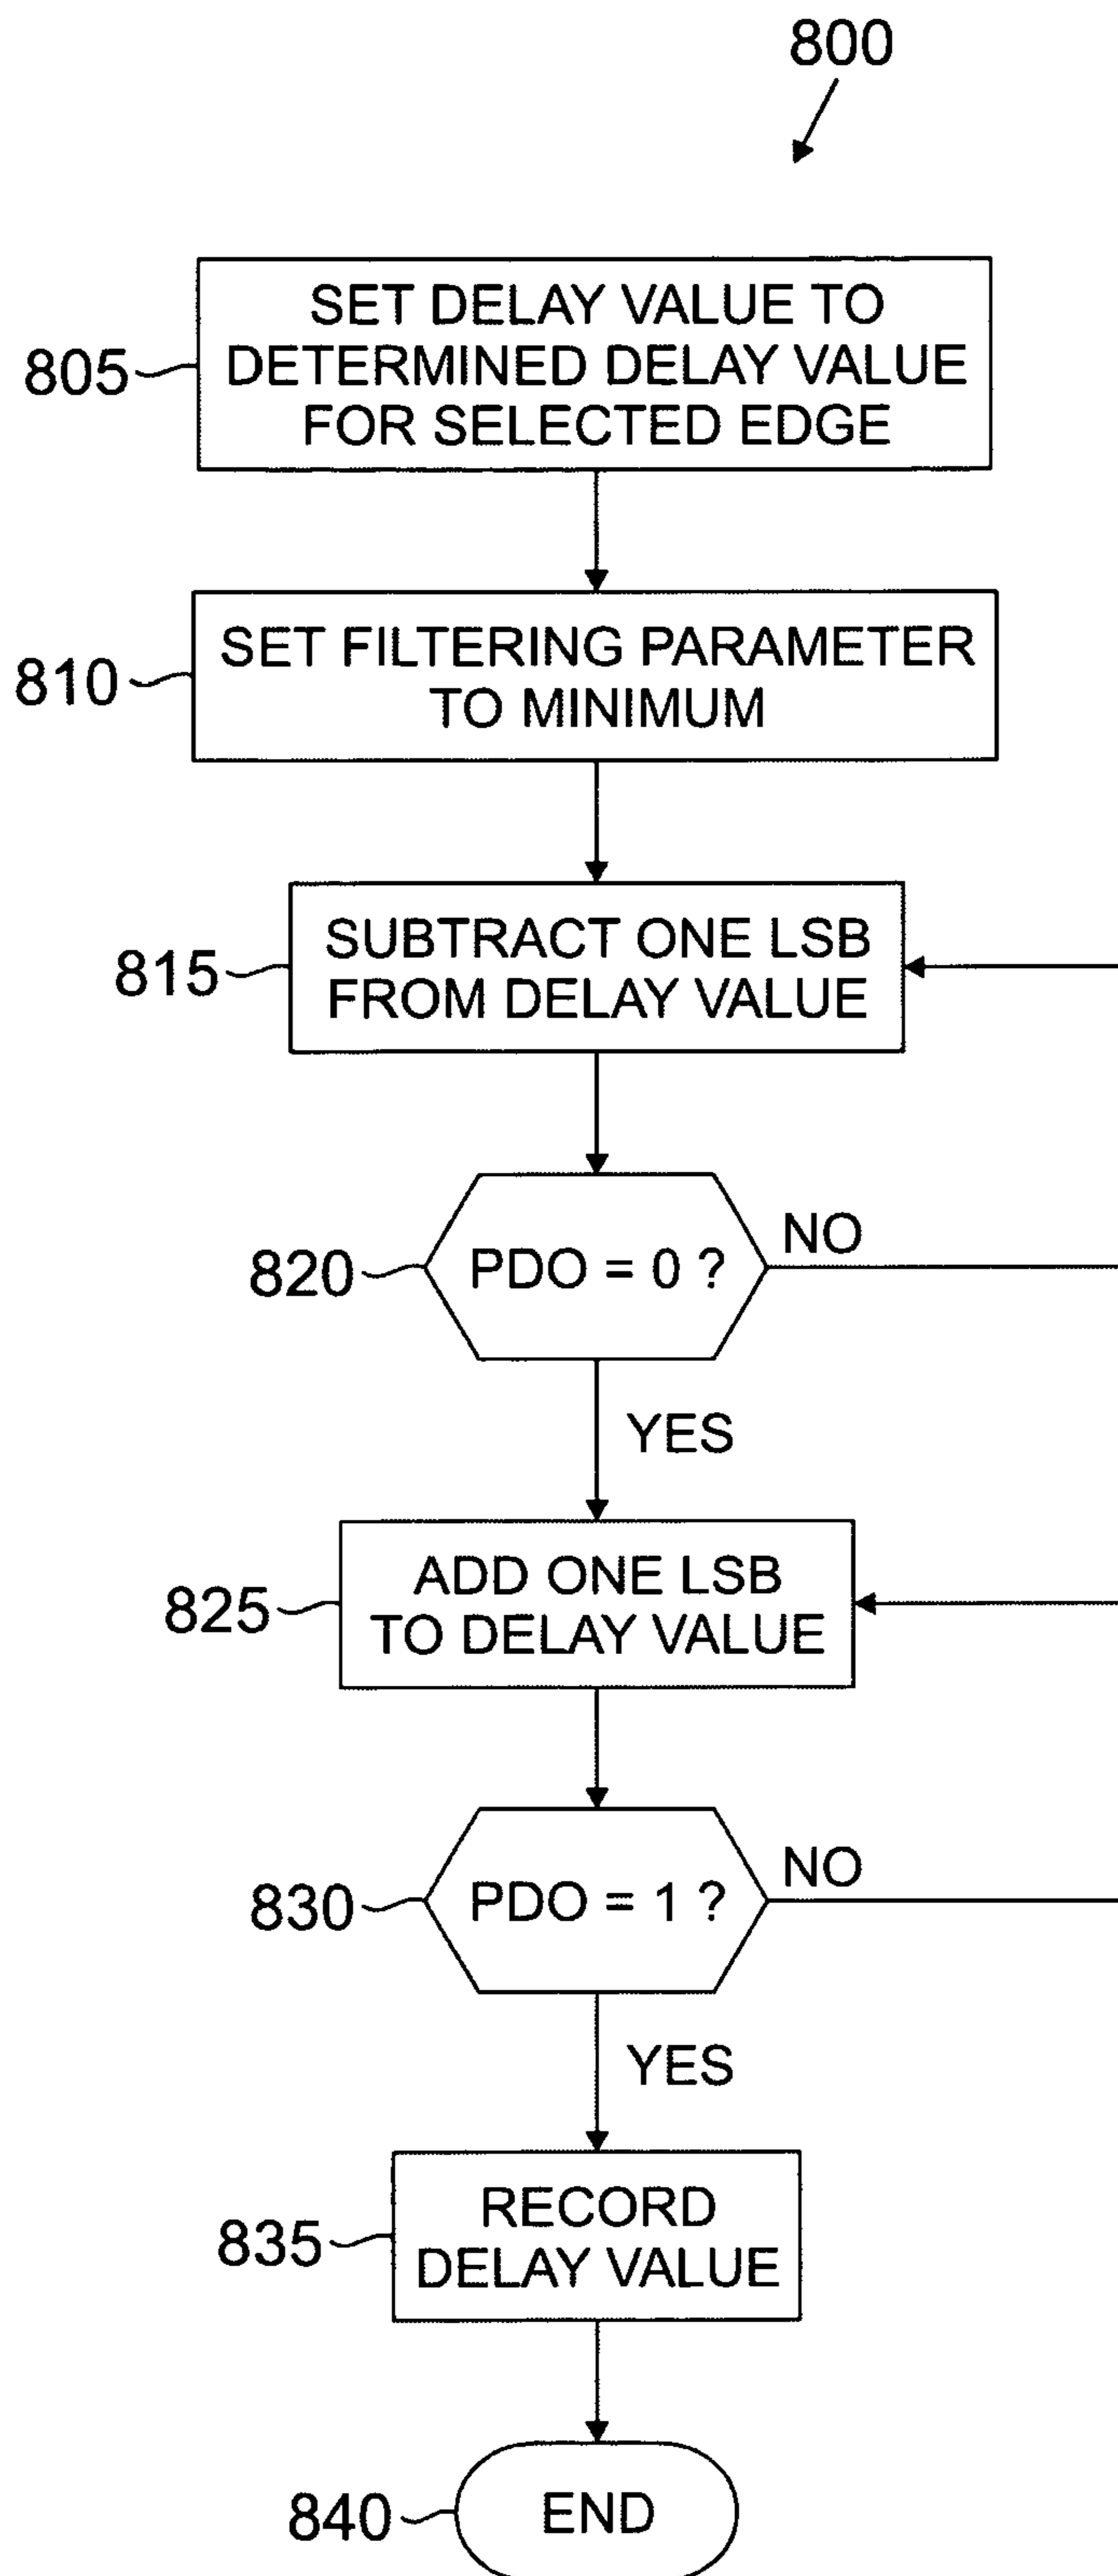 800
805
SET DELAY VALUE TO
DETERMINED DELAY VALUE
FOR SELECTED EDGE
810
SET FILTERING PARAMETER
TO MINIMUM
815
SUBTRACT ONE LSB
FROM DELAY VALUE
820
PDO = 0 ?
NO
YES
825
ADD ONE LSB
TO DELAY VALUE
830
PDO = 1 ?
NO
YES
835
RECORD
DELAY VALUE
840
END